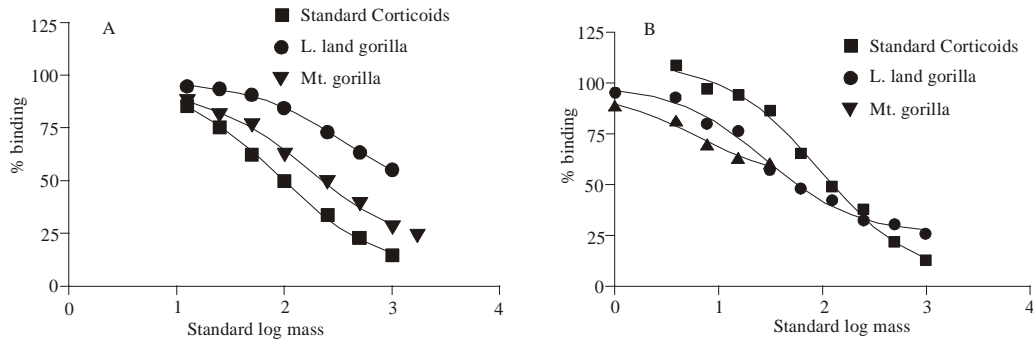 A
Standard Corticoids
L. land gorilla
Mt. gorilla
125
100
75
50
25
0
% binding
0 1 2 3 4
Standard log mass
B
Standard Corticoids
L. land gorilla
Mt. gorilla
125
100
75
50
25
0
% binding
0 1 2 3 4
Standard log mass